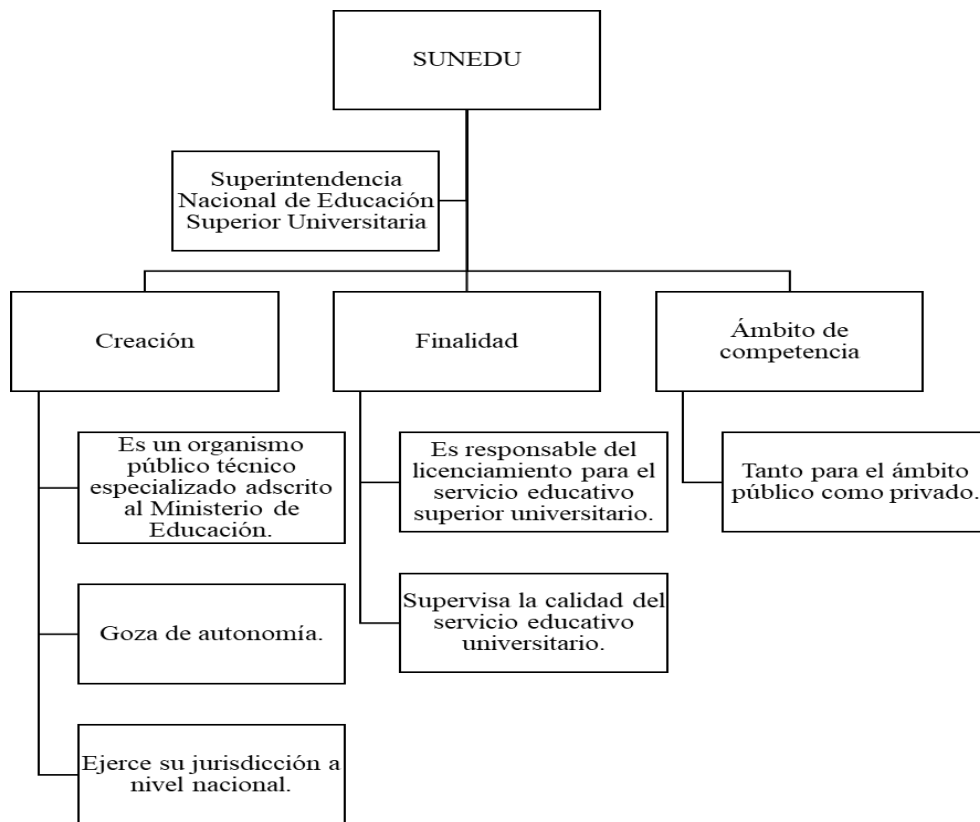 SUNEDU
Superintendencia
Nacional de Educación
Superior Universitaria
Creación
Es un organismo
público técnico
especializado adscrito
al Ministerio de
Educación.
Goza de autonomía.
Ejerce su jurisdicción a
nivel nacional.
Finalidad
Es responsable del
licenciamiento para el
servicio educativo
superior universitario.
Supervisa la calidad del
servicio educativo
universitario.
Ámbito de
competencia
Tanto para el ámbito
público como privado.